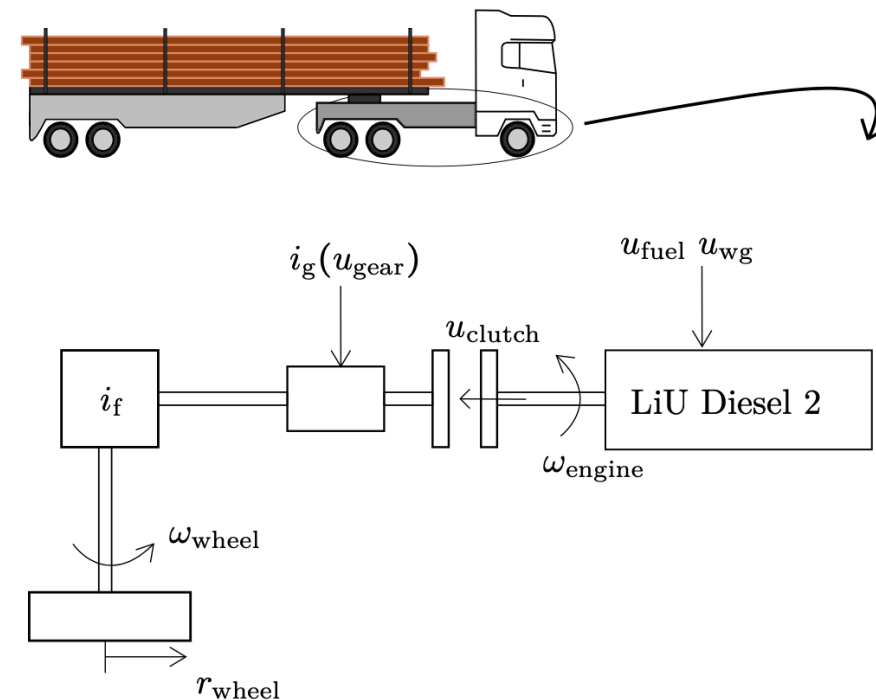 i_g(u_gear)
u_fuel u_wg
u_clutch
i_f
LiU Diesel 2
ω_engine
ω_wheel
r_wheel